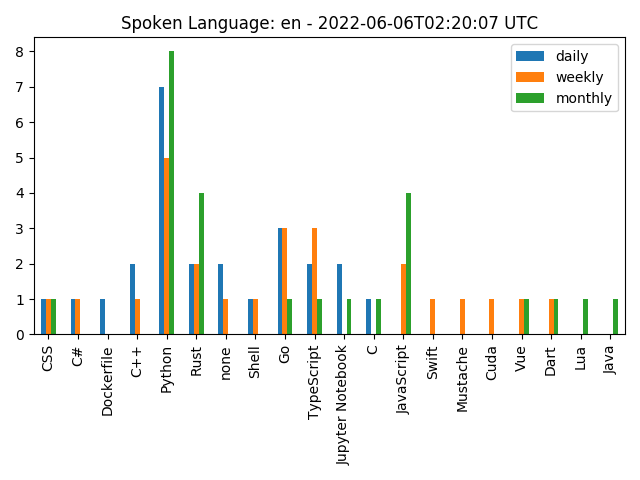 Spoken Language: en - 2022-06-06T02:20:07 UTC
daily
weekly
monthly
8
7
6
5
4
3
2
1
0
CSS
C#
Dockerfile
C++
Python
Rust
none
Shell
Go
TypeScript
Jupyter Notebook
C
JavaScript
Swift
Mustache
Cuda
Vue
Dart
Lua
Java